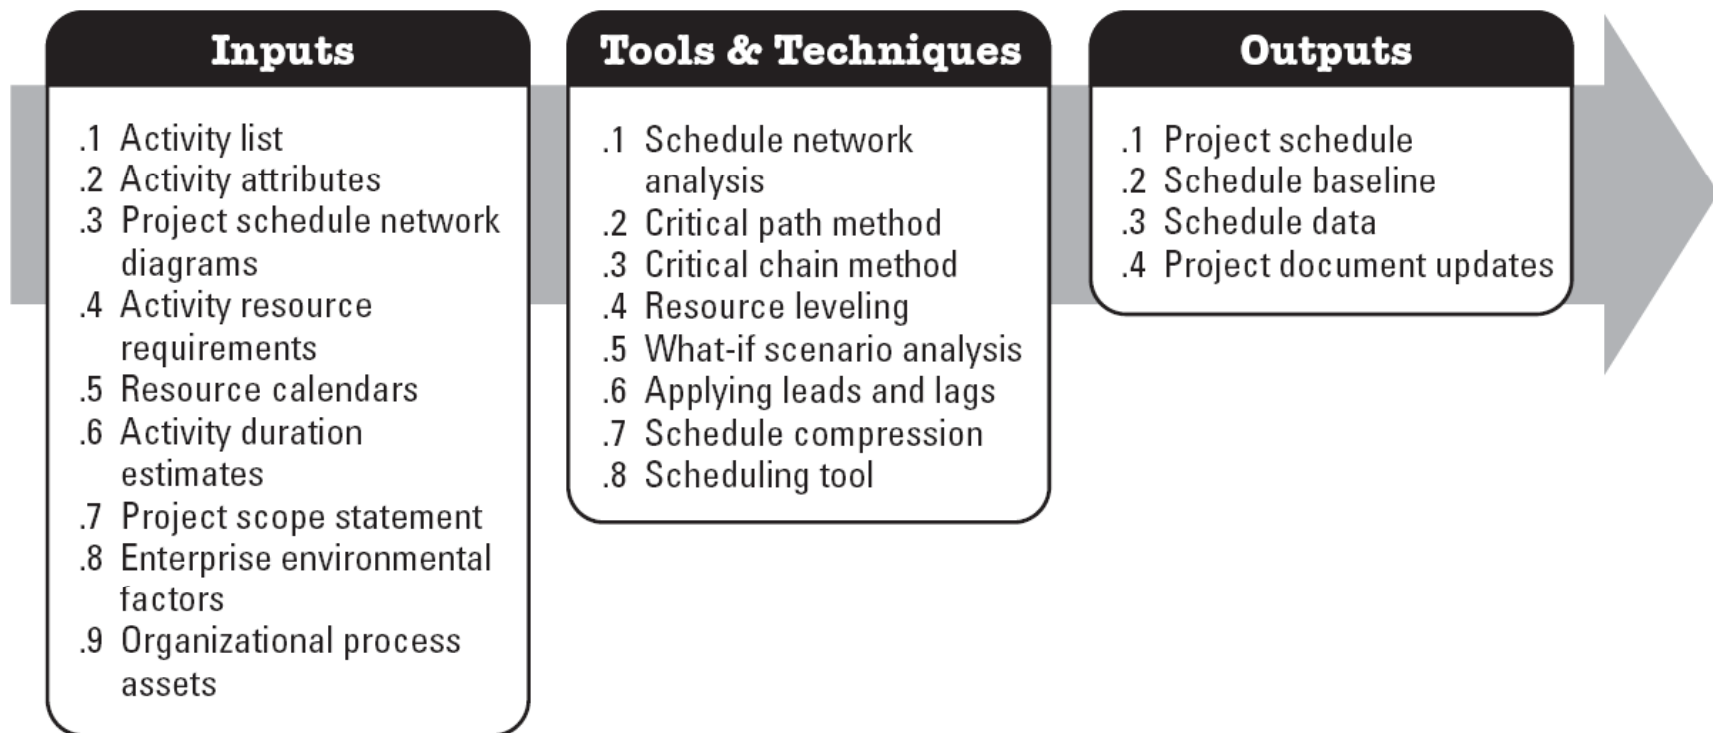 Inputs
.1 Activity list
.2 Activity attributes
.3 Project schedule network
diagrams
.4 Activity resource
requirements
.5 Resource calendars
.6 Activity duration
estimates
.7 Project scope statement
.8 Enterprise environmental
factors
.9 Organizational process
assets
Tools & Techniques
.1 Schedule network
analysis
.2 Critical path method
.3 Critical chain method
.4 Resource leveling
.5 What-if scenario analysis
.6 Applying leads and lags
.7 Schedule compression
.8 Scheduling tool
Outputs
.1 Project schedule
.2 Schedule baseline
.3 Schedule data
.4 Project document updates